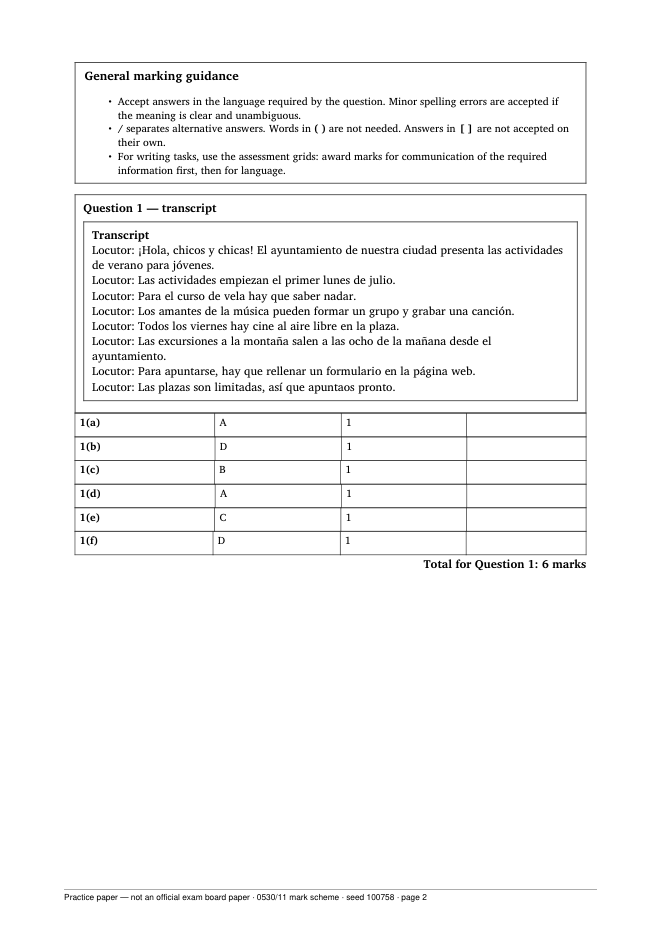 General marking guidance
• Accept answers in the language required by the question. Minor spelling errors are accepted if
the meaning is clear and unambiguous.
• / separates alternative answers. Words in ( ) are not needed. Answers in [ ] are not accepted on
their own.
• For writing tasks, use the assessment grids: award marks for communication of the required
information first, then for language.
Question 1 — transcript
Transcript
Locutor: ¡Hola, chicos y chicas! El ayuntamiento de nuestra ciudad presenta las actividades
de verano para jóvenes.
Locutor: Las actividades empiezan el primer lunes de julio.
Locutor: Para el curso de vela hay que saber nadar.
Locutor: Los amantes de la música pueden formar un grupo y grabar una canción.
Locutor: Todos los viernes hay cine al aire libre en la plaza.
Locutor: Las excursiones a la montaña salen a las ocho de la mañana desde el
ayuntamiento.
Locutor: Para apuntarse, hay que rellenar un formulario en la página web.
Locutor: Las plazas son limitadas, así que apuntaos pronto.
1(a) A 1
1(b) D 1
1(c) B 1
1(d) A 1
1(e) C 1
1(f) D 1
Total for Question 1: 6 marks
Practice paper — not an official exam board paper · 0530/11 mark scheme · seed 100758 · page 2